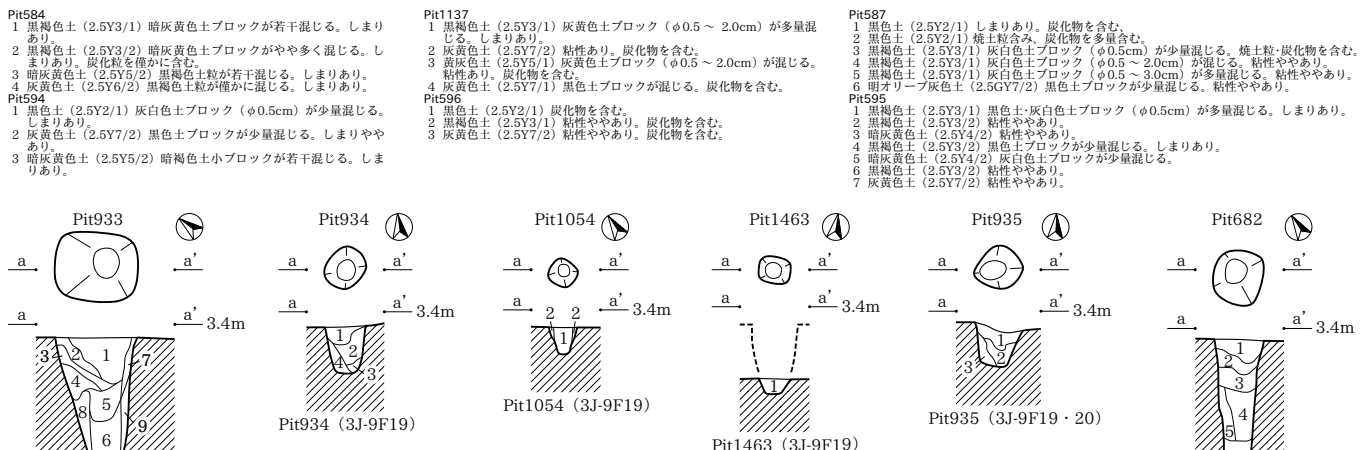 Pit584
1 黒褐色土（2.5Y3/1）暗灰黄色土ブロックが若干混じる。しまり
あり。
2 黒褐色土（2.5Y3/2）暗灰黄色土ブロックがやや多く混じる。し
まりあり。炭化粒を僅かに含む。
3 暗灰黄色土（2.5Y5/2）黒褐色土粒が若干混じる。しまりあり。
4 灰黄色土（2.5Y6/2）黒褐色土粒が僅かに混じる。しまりあり。
Pit594
1 黒色土（2.5Y2/1）灰白色土ブロック（φ0.5cm）が少量混じる。
しまりあり。
2 灰黄色土（2.5Y7/2）黒色土ブロックが少量混じる。しまりやや
あり。
3 暗灰黄色土（2.5Y5/2）暗褐色土小ブロックが若干混じる。しま
りあり。
Pit1137
1 黒褐色土（2.5Y3/1）灰黄色土ブロック（φ0.5 ～ 2.0cm）が多量混
じる。しまりあり。
2 灰黄色土（2.5Y7/2）粘性あり。炭化物を含む。
3 黄灰色土（2.5Y5/1）灰黄色土ブロック（φ0.5 ～ 2.0cm）が混じる。
粘性あり。炭化物を含む。
4 灰黄色土（2.5Y7/1）黒色土ブロックが混じる。炭化物を含む。
Pit596
1 黒色土（2.5Y2/1）炭化物を含む。
2 黒褐色土（2.5Y3/1）粘性ややあり。炭化物を含む。
3 灰黄色土（2.5Y7/2）粘性ややあり。炭化物を含む。
Pit587
1 黒色土（2.5Y2/1）しまりあり。炭化物を含む。
2 黒色土（2.5Y2/1）焼土粒含み、炭化物を多量含む。
3 黒褐色土（2.5Y3/1）灰白色土ブロック（φ0.5cm）が少量混じる。焼土粒・炭化物を含む。
4 黒褐色土（2.5Y3/1）灰白色土ブロック（φ0.5 ～ 2.0cm）が混じる。粘性ややあり。
5 黒褐色土（2.5Y3/1）灰白色土ブロック（φ0.5 ～ 3.0cm）が多量混じる。粘性ややあり。
6 明オリーブ灰色土（2.5GY7/2）黒色土ブロックが少量混じる。粘性ややあり。
Pit595
1 黒褐色土（2.5Y3/1）黒色土・灰白色土ブロック（φ0.5cm）が多量混じる。しまりあり。
2 黒褐色土（2.5Y3/2）粘性ややあり。
3 暗灰黄色土（2.5Y4/2）粘性ややあり。
4 黒褐色土（2.5Y3/2）黒色土ブロックが少量混じる。しまりあり。
5 暗灰黄色土（2.5Y4/2）灰白色土ブロックが少量混じる。
6 黒褐色土（2.5Y3/2）粘性ややあり。
7 灰黄色土（2.5Y7/2）粘性ややあり。
Pit933
a a’
a a’ 3.4m
3 2 1 7
4
8 5 9
6
Pit934
a a’
a a’ 3.4m
1
2
4 3
Pit934（3J-9F19）
Pit1054
a a’
a a’ 3.4m
2 2
1
Pit1054（3J-9F19）
Pit1463
a a’
a a’ 3.4m
1
Pit1463（3J-9F19）
Pit935
a a’
a a’ 3.4m
1
3 2
Pit935（3J-9F19・20）
Pit682
a a’
a a’ 3.4m
1
2
3
4
5